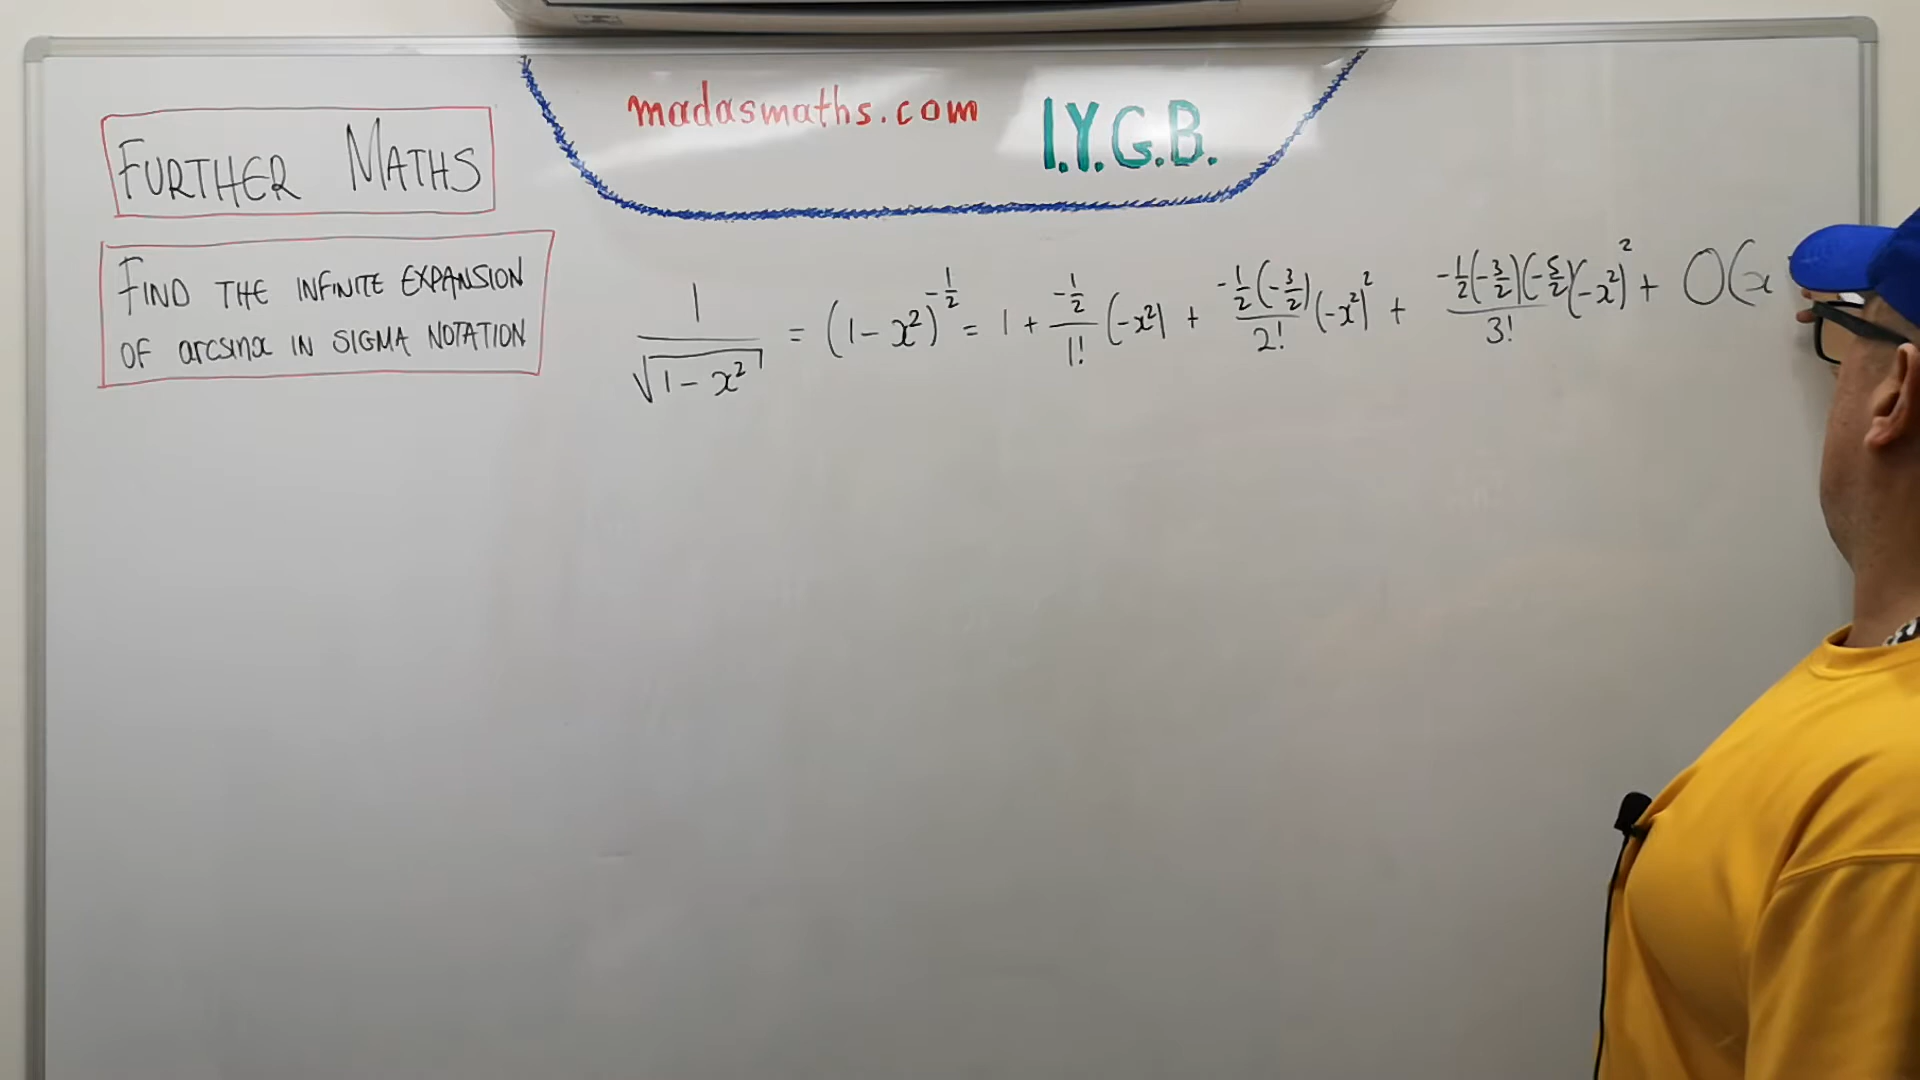 madasmaths.com I.Y.G.B.
FURTHER MATHS
FIND THE INFINITE EXPANSION
OF arcsinx IN SIGMA NOTATION
1/√(1-x²) = (1-x²)^(-1/2) = 1 + (-1/2)/1! (-x²) + (-1/2(-3/2))/2! (-x²)² + (-1/2(-3/2)(-5/2))/3! (-x²)² + O(x